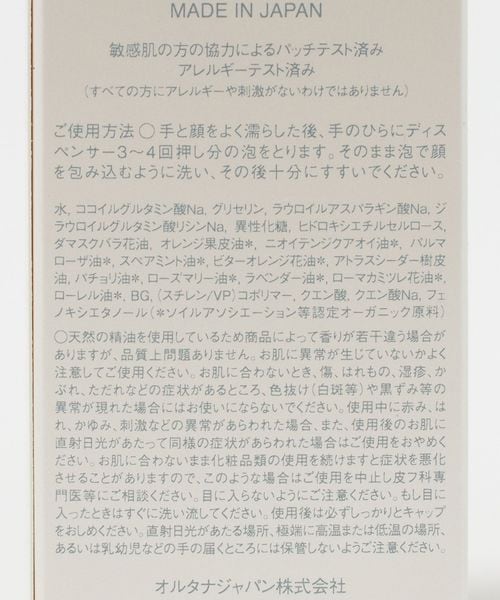 MADE IN JAPAN
敏感肌の方の協力によるパッチテスト済み
アレルギーテスト済み
(すべての方にアレルギーや刺激がないわけではありません)
ご使用方法 ○ 手と顔をよく濡らした後、手のひらにディス
ペンサー3〜4回押し分の泡をとります。そのまま泡で顔
を包み込むように洗い、その後十分にすすいでください。
水, ココイルグルタミン酸Na, グリセリン, ラウロイルアスパラギン酸Na, ジ
ラウロイルグルタミン酸リシンNa, 異性化糖, ヒドロキシエチルセルロース,
ダマスクバラ花油, オレンジ果皮油*, ニオイテンジクアオイ油*, パルマ
ローザ油*, スペアミント油*, ビターオレンジ花油*, アトラスシーダー樹皮
油, パチョリ油*, ローズマリー油*, ラベンダー油*, ローマカミツレ花油*,
ローレル油*, BG, (スチレン/VP)コポリマー, クエン酸, クエン酸Na, フェ
ノキシエタノール (*ソイルアソシエーション等認定オーガニック原料)
○天然の精油を使用しているため商品によって香りが若干違う場合が
ありますが、品質上問題ありません。お肌に異常が生じていないかよく
注意してご使用ください。お肌に合わないとき、傷、はれもの、湿疹、か
ぶれ、ただれなどの症状があるところ、色抜け(白斑等)や黒ずみ等の
異常が現れた場合にはお使いにならないでください。使用中に赤み、は
れ、かゆみ、刺激などの異常があらわれた場合、また、使用後のお肌に
直射日光があたって同様の症状があらわれた場合はご使用をおやめく
ださい。お肌に合わないまま化粧品類の使用を続けますと症状を悪化
させることがありますので、このような場合はご使用を中止し皮フ科専
門医等にご相談ください。目に入らないようにご注意ください。もし目に
入ったときはすぐに洗い流してください。使用後は必ずしっかりとキャップ
をおしめください。直射日光があたる場所、極端に高温または低温の場所、
あるいは乳幼児などの手の届くところには保管しないようご注意ください。
オルタナジャパン株式会社